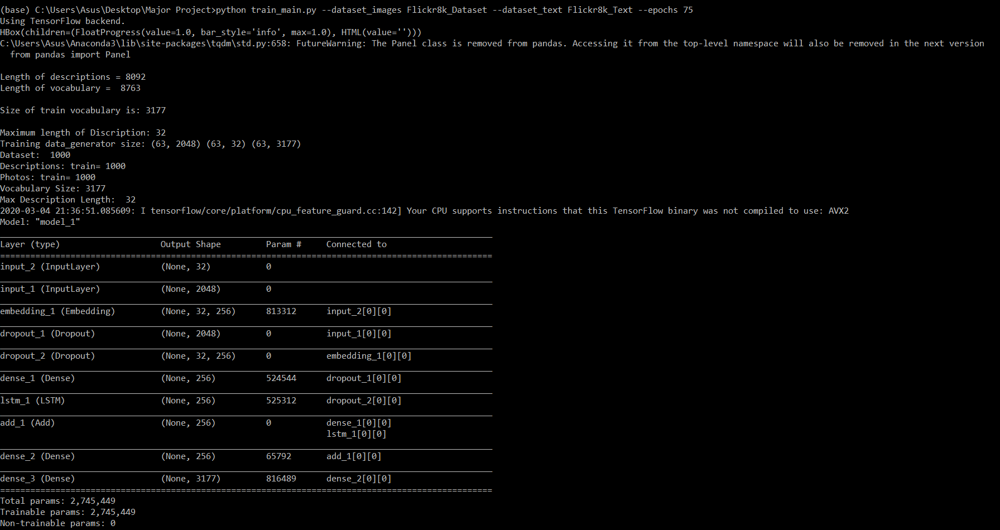 (base) C:\Users\Asus\Desktop\Major Project>python train_main.py --dataset_images Flickr8k_Dataset --dataset_text Flickr8k_Text --epochs 75
Using TensorFlow backend.
HBox(children=(FloatProgress(value=1.0, bar_style='info', max=1.0), HTML(value='')))
C:\Users\Asus\Anaconda3\lib\site-packages\tqdm\std.py:658: FutureWarning: The Panel class is removed from pandas. Accessing it from the top-level namespace will also be removed in the next version
  from pandas import Panel
Length of descriptions = 8092
Length of vocabulary =  8763
Size of train vocabulary is: 3177
Maximum length of Discription: 32
Training data_generator size: (63, 2048) (63, 32) (63, 3177)
Dataset:  1000
Descriptions: train= 1000
Photos: train= 1000
Vocabulary Size: 3177
Max Description Length:  32
2020-03-04 21:36:51.085609: I tensorflow/core/platform/cpu_feature_guard.cc:142] Your CPU supports instructions that this TensorFlow binary was not compiled to use: AVX2
Model: "model_1"
Layer (type)                    Output Shape         Param #     Connected to
input_2 (InputLayer)            (None, 32)           0
input_1 (InputLayer)            (None, 2048)         0
embedding_1 (Embedding)         (None, 32, 256)      813312      input_2[0][0]
dropout_1 (Dropout)             (None, 2048)         0           input_1[0][0]
dropout_2 (Dropout)             (None, 32, 256)      0           embedding_1[0][0]
dense_1 (Dense)                 (None, 256)          524544      dropout_1[0][0]
lstm_1 (LSTM)                   (None, 256)          525312      dropout_2[0][0]
add_1 (Add)                     (None, 256)          0           dense_1[0][0]
                                                                 lstm_1[0][0]
dense_2 (Dense)                 (None, 256)          65792       add_1[0][0]
dense_3 (Dense)                 (None, 3177)         816489      dense_2[0][0]
Total params: 2,745,449
Trainable params: 2,745,449
Non-trainable params: 0